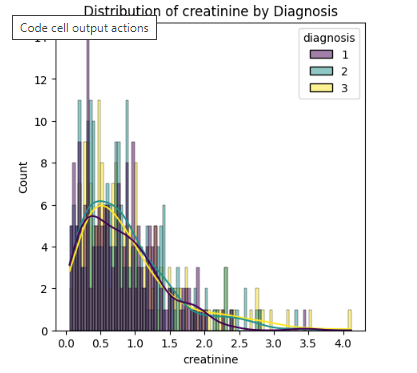 Distribution of creatinine by Diagnosis
Code cell output actions
diagnosis
1
2
3
14
12
10
8
6
4
2
0
Count
0.0 0.5 1.0 1.5 2.0 2.5 3.0 3.5 4.0
creatinine